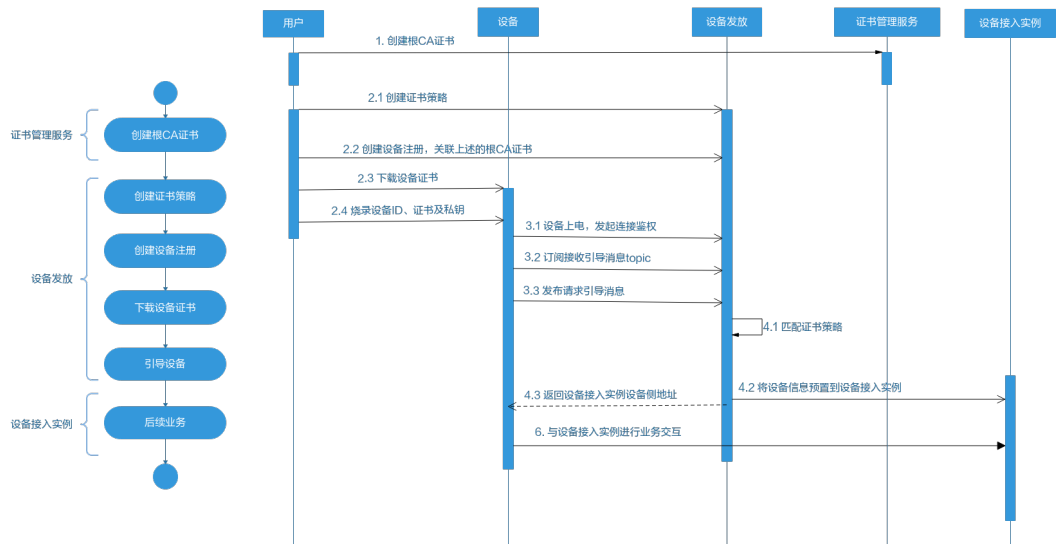 用户
设备
设备发放
证书管理服务
设备接入实例
1. 创建根CA证书
2.1 创建证书策略
证书管理服务
创建根CA证书
2.2 创建设备注册，关联上述的根CA证书
2.3 下载设备证书
创建证书策略
2.4 烧录设备ID、证书及私钥
3.1 设备上电，发起连接鉴权
创建设备注册
3.2 订阅接收引导消息topic
设备发放
3.3 发布请求引导消息
下载设备证书
4.1 匹配证书策略
引导设备
4.2 将设备信息预置到设备接入实例
4.3 返回设备接入实例设备侧地址
设备接入实例
后续业务
6. 与设备接入实例进行业务交互